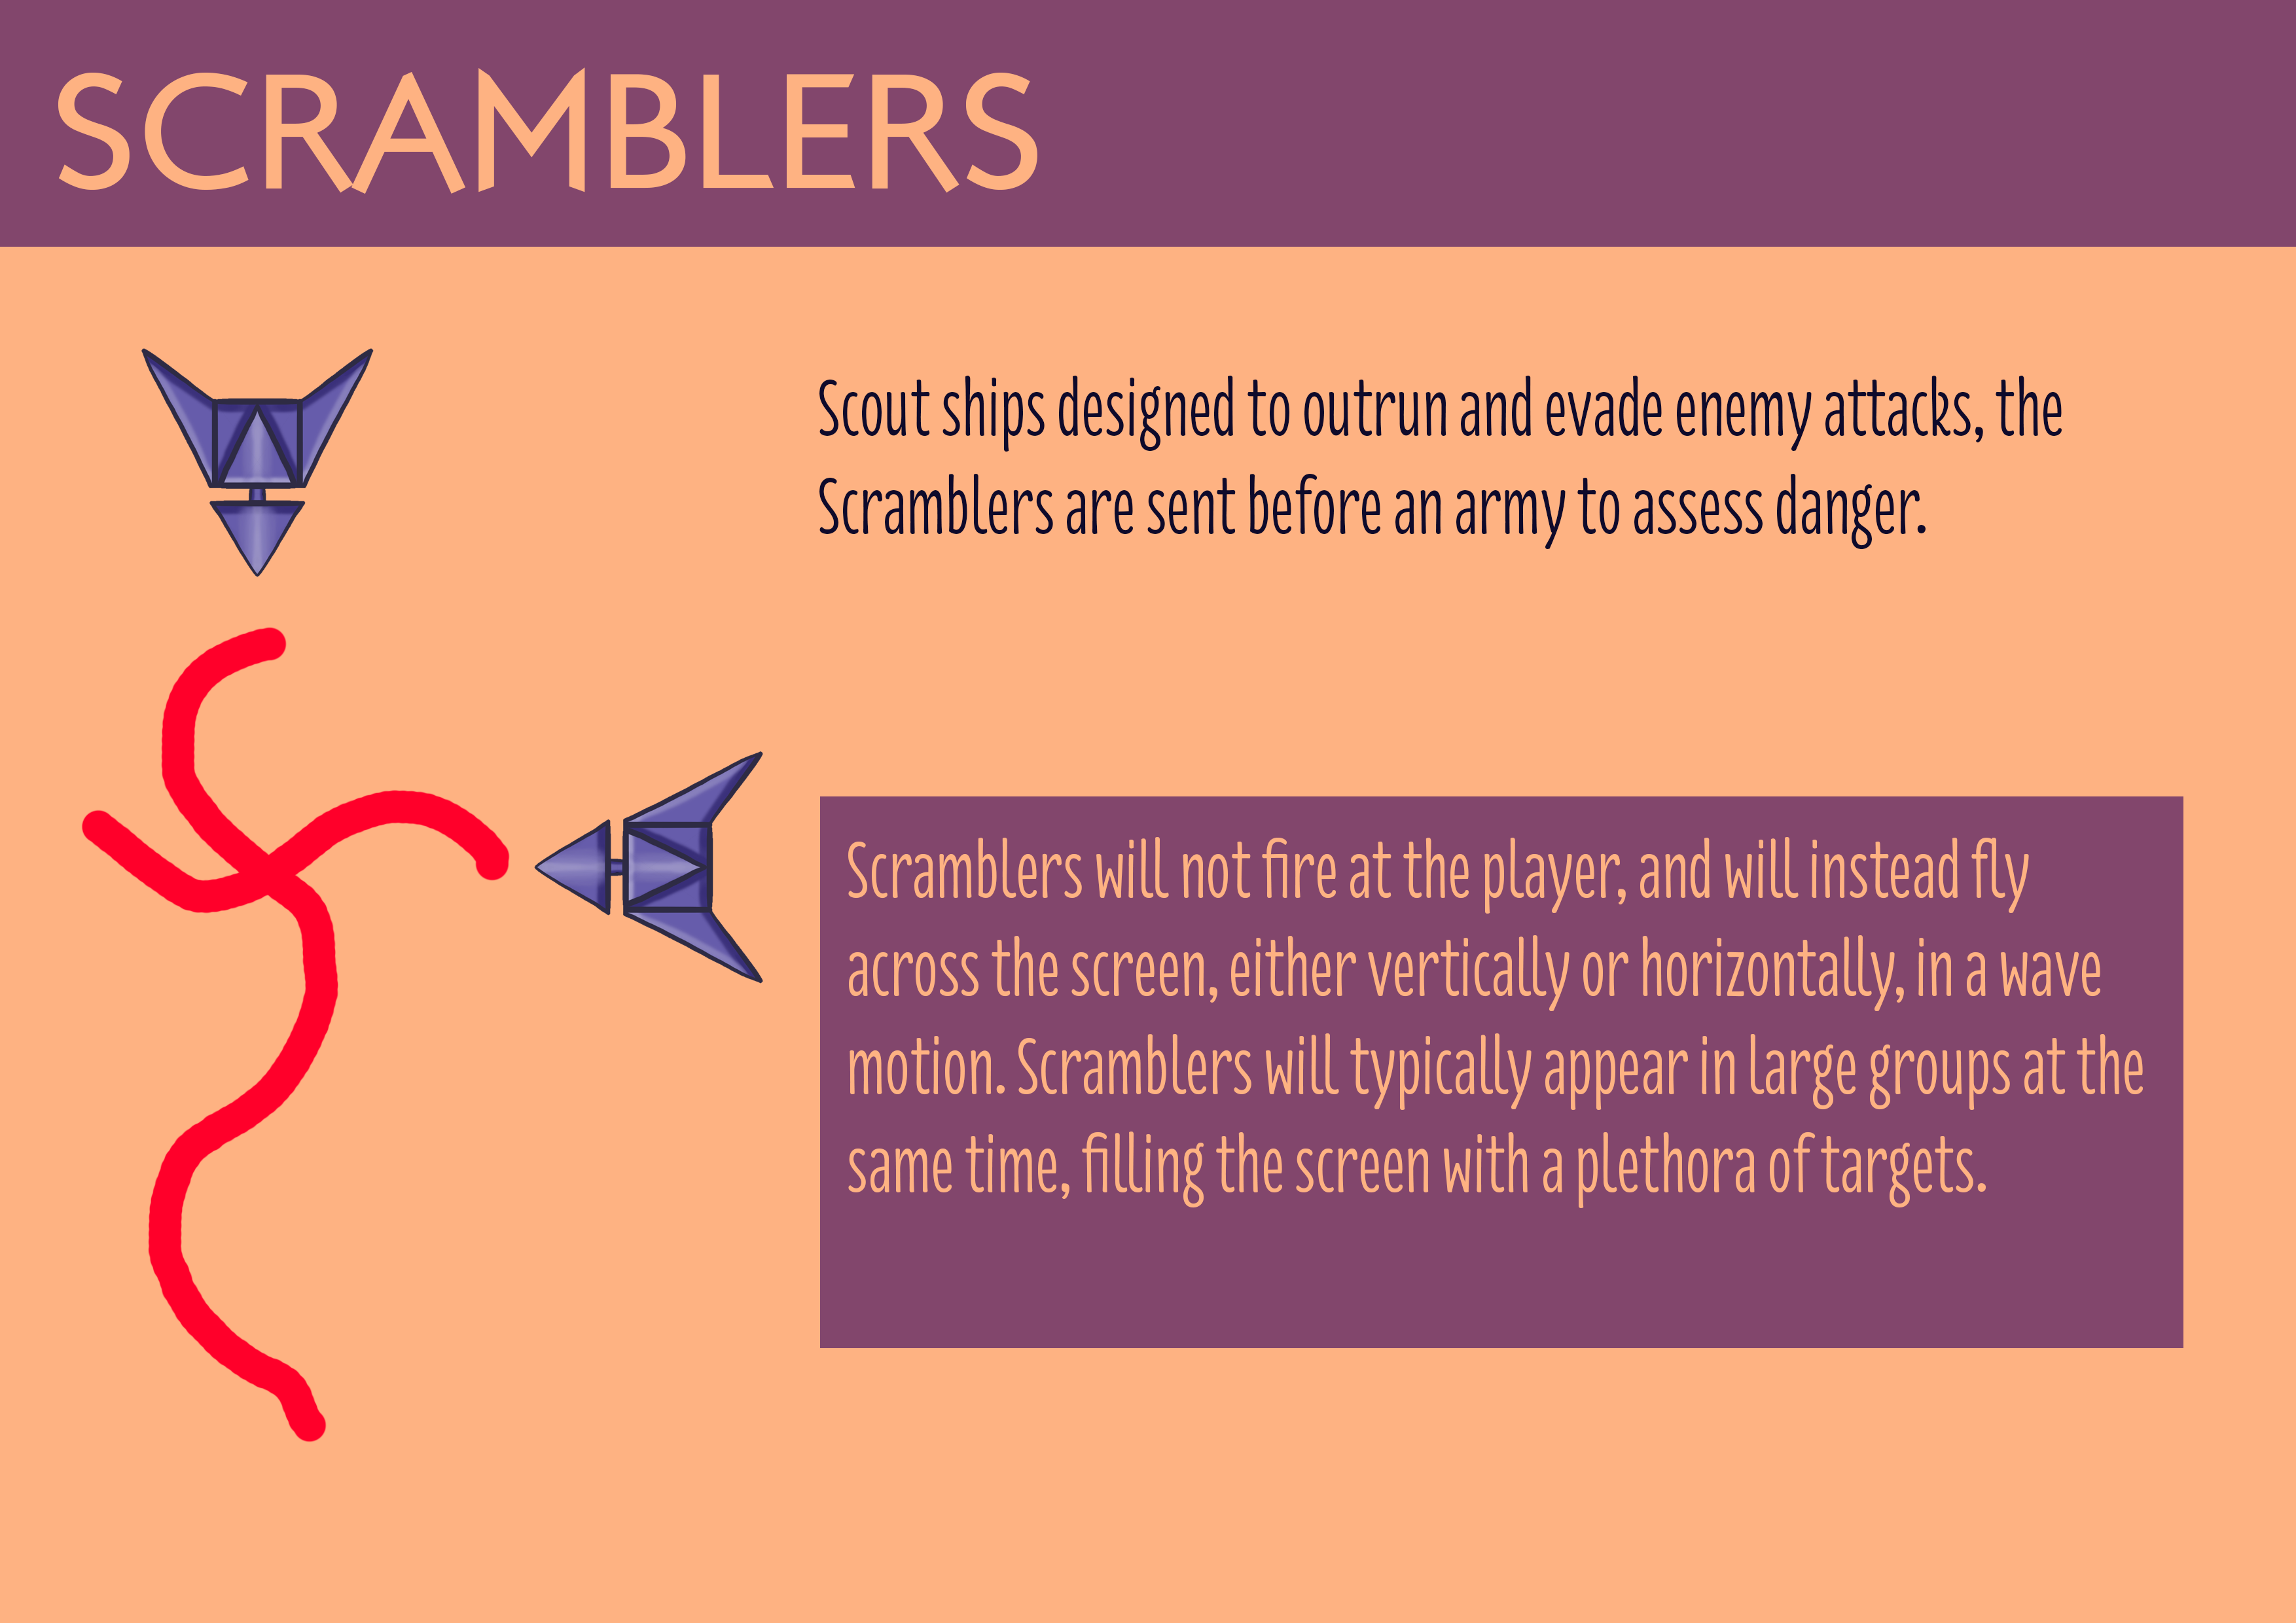 SCRAMBLERS
Scout ships designed to outrun and evade enemy attacks, the
Scramblers are sent before an army to assess danger.
Scramblers will not fire at the player, and will instead fly
across the screen, either vertically or horizontally, in a wave
motion. Scramblers will typically appear in large groups at the
same time, filling the screen with a plethora of targets.